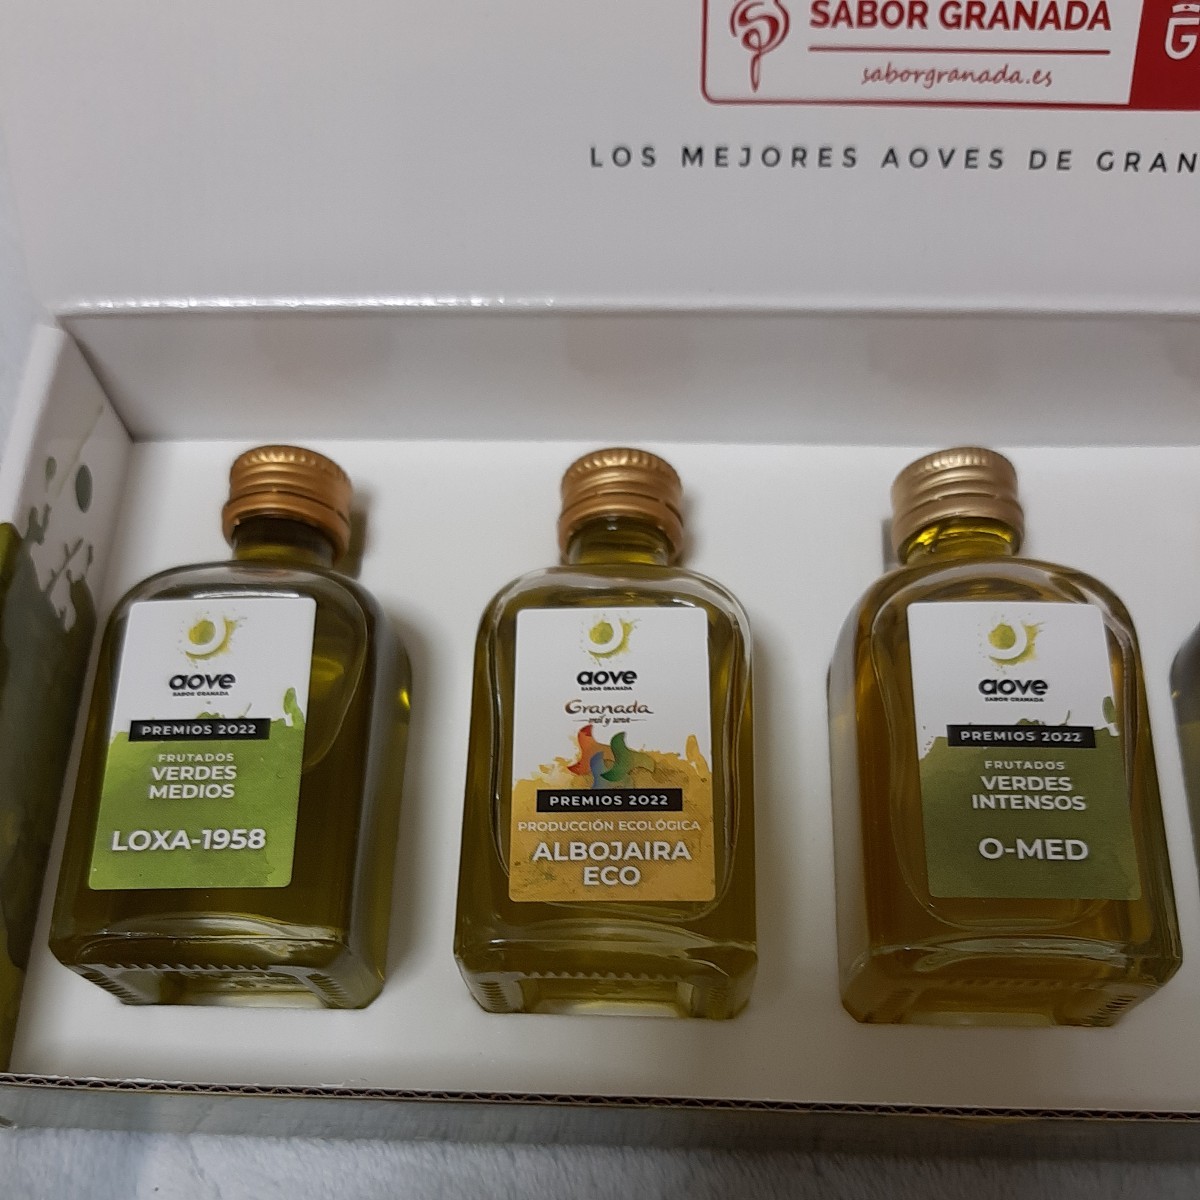 SABOR GRANADA
G
saborgranada.es
LOS MEJORES AOVES DE GRAN
aove
SABOR GRANADA
PREMIOS 2022
FRUTADOS
VERDES
MEDIOS
LOXA-1958
aove
SABOR GRANADA
Granada
mil y una
PREMIOS 2022
PRODUCCIÓN ECOLÓGICA
ALBOJAIRA
ECO
aove
SABOR GRANADA
PREMIOS 2022
FRUTADOS
VERDES
INTENSOS
O-MED